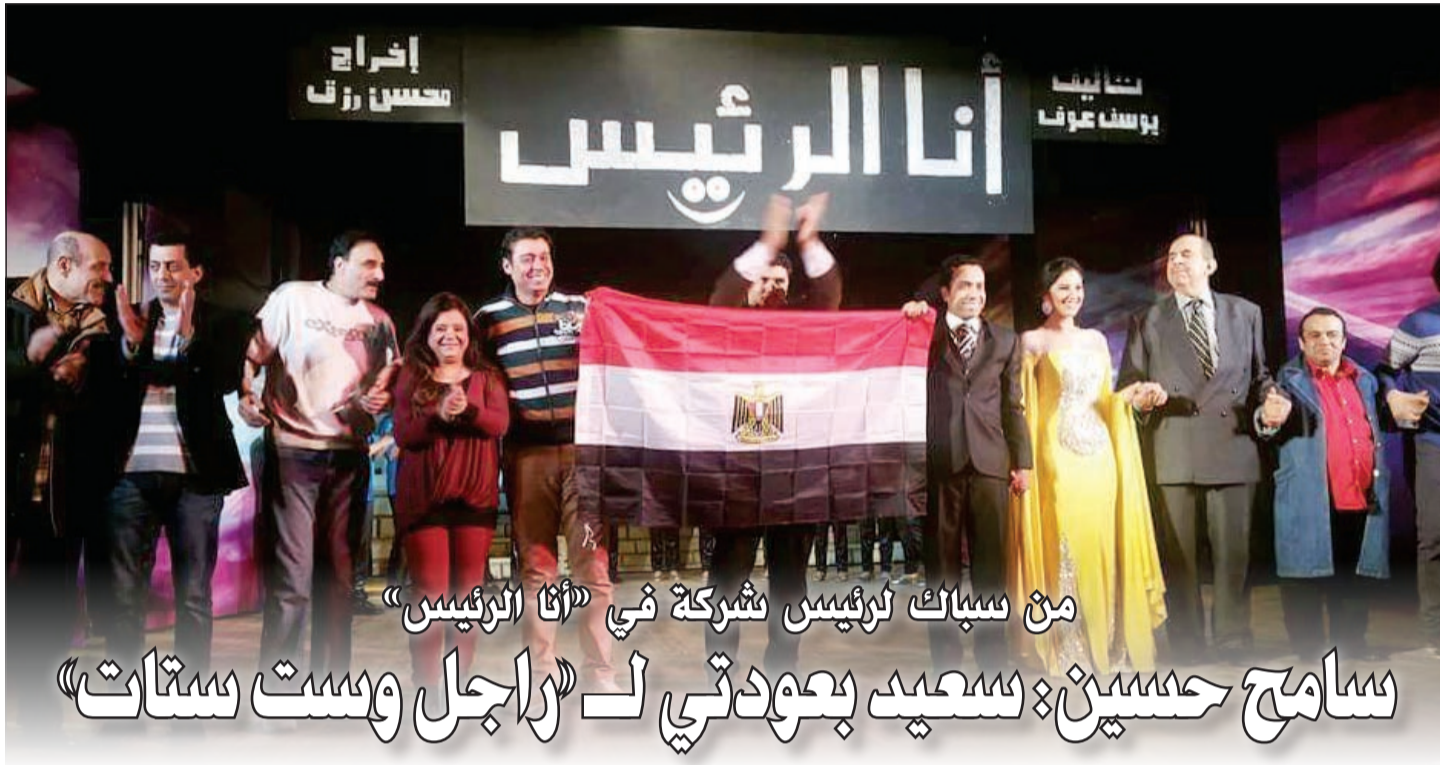 تأليف
يوسف عوف
أنا الرئيس
إخراج
محسن رزق
من سباك لرئيس شركة في «أنا الرئيس»
سامح حسين: سعيد بعودتي لـ «راجل وست ستات»